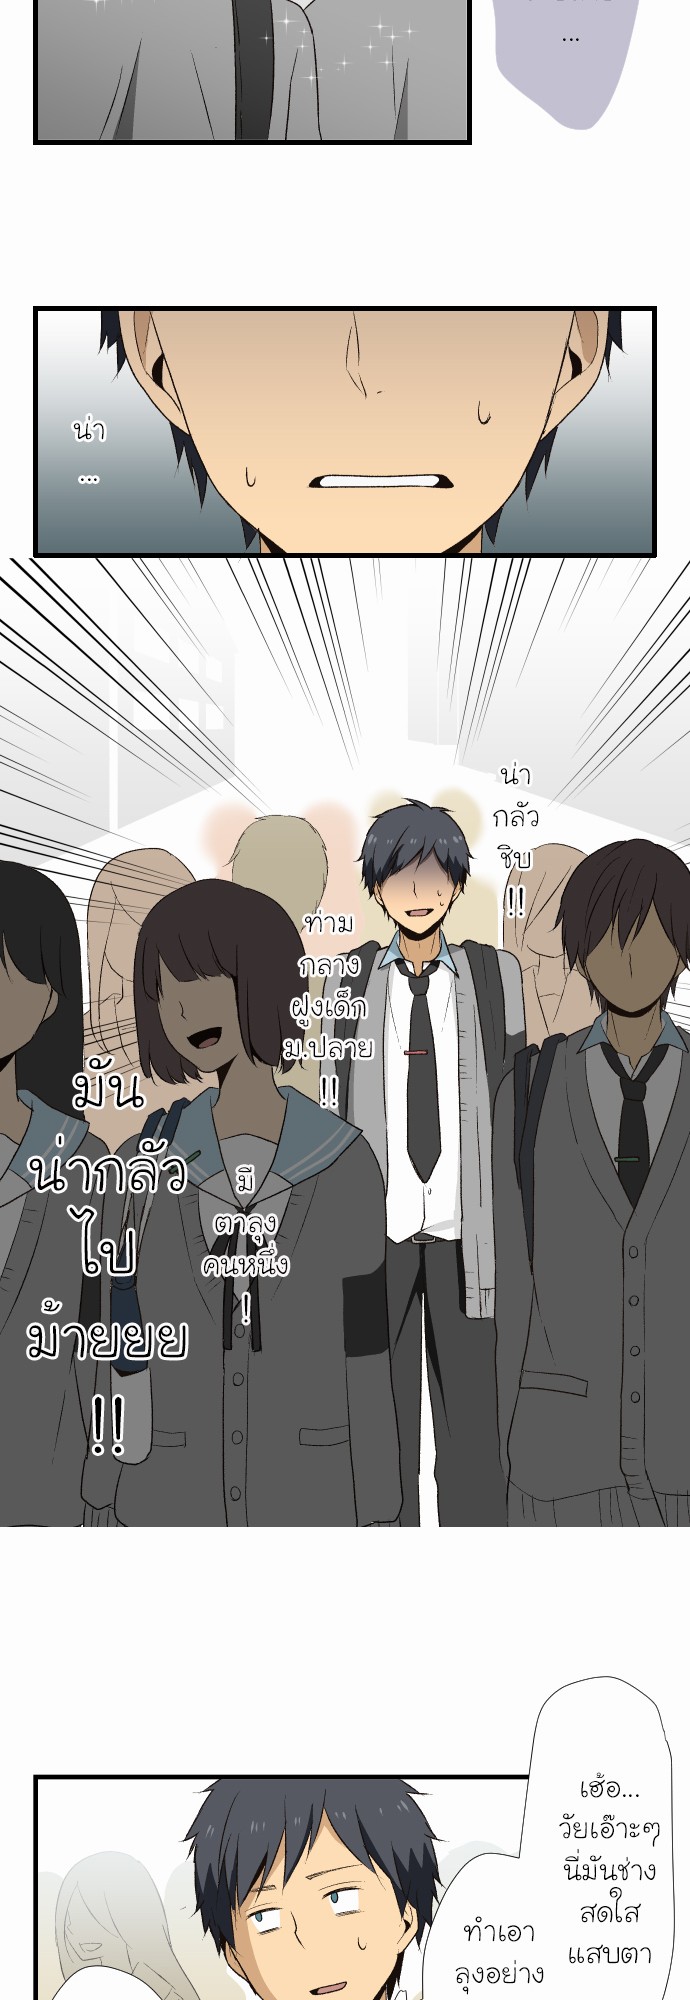 ...
น่า
...
น่า
กลัว
ชิบ
!!
ท่าม
กลาง
ฝูงเด็ก
ม.ปลาย
!!
มี
ตาลุง
คนหนึ่ง
!
มัน
น่ากลัว
ไป
ม้ายยย
!!
เฮ้อ...
วัยเอ๊าะๆ
นี่มันช่าง
สดใส
แสบตา
ทำเอา
ลุงอย่าง